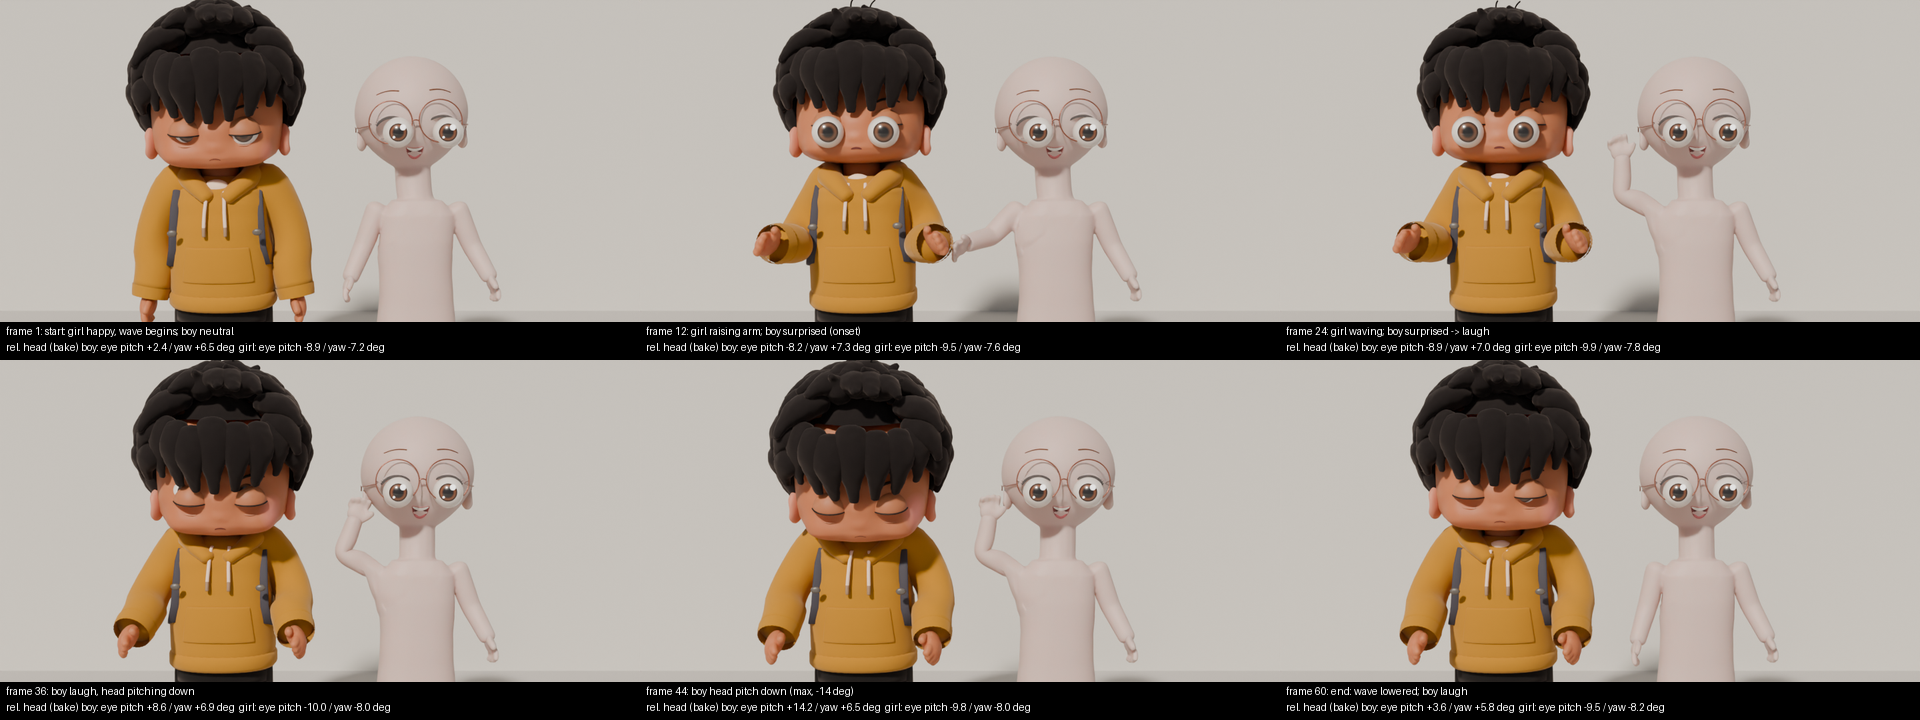 frame 1: start: girl happy, wave begins; boy neutral
rel. head (bake) boy: eye pitch +2.4 / yaw +6.5 deg girl: eye pitch -8.9 / yaw -7.2 deg
frame 12: girl raising arm; boy surprised (onset)
rel. head (bake) boy: eye pitch -8.2 / yaw +7.3 deg girl: eye pitch -9.5 / yaw -7.6 deg
frame 24: girl waving; boy surprised -> laugh
rel. head (bake) boy: eye pitch -8.9 / yaw +7.0 deg girl: eye pitch -9.9 / yaw -7.8 deg
frame 36: boy laugh, head pitching down
rel. head (bake) boy: eye pitch +8.6 / yaw +6.9 deg girl: eye pitch -10.0 / yaw -8.0 deg
frame 44: boy head pitch down (max, -14 deg)
rel. head (bake) boy: eye pitch +14.2 / yaw +6.5 deg girl: eye pitch -9.8 / yaw -8.0 deg
frame 60: end: wave lowered; boy laugh
rel. head (bake) boy: eye pitch +3.6 / yaw +5.8 deg girl: eye pitch -9.5 / yaw -8.2 deg